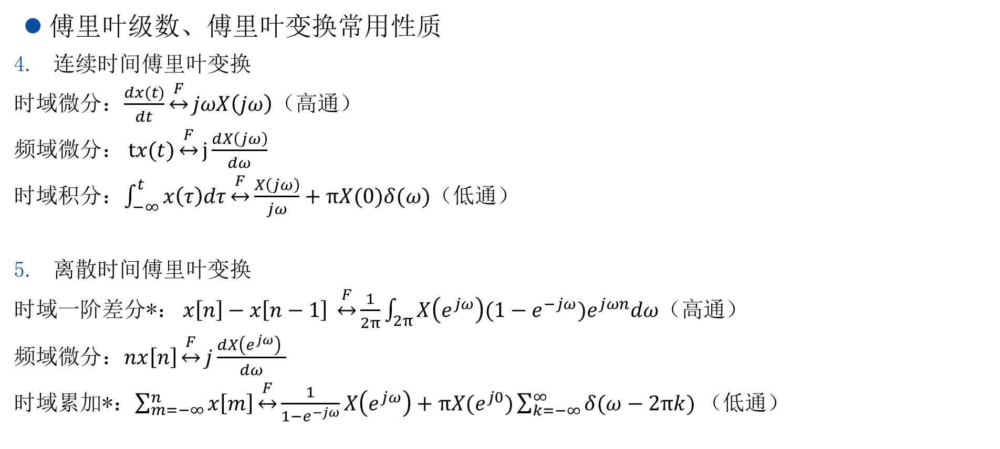 ● 傅里叶级数、傅里叶变换常用性质
4. 连续时间傅里叶变换
时域微分：$\frac{dx(t)}{dt} \overset{F}{\leftrightarrow} j\omega X(j\omega)$（高通）
频域微分： $\mathrm{t}x(t) \overset{F}{\leftrightarrow} \mathrm{j}\frac{dX(j\omega)}{d\omega}$
时域积分：$\int_{-\infty}^{t} x(\tau)d\tau \overset{F}{\leftrightarrow} \frac{X(j\omega)}{j\omega} + \pi X(0)\delta(\omega)$（低通）
5. 离散时间傅里叶变换
时域一阶差分*： $x[n] - x[n-1] \overset{F}{\leftrightarrow} \frac{1}{2\pi}\int_{2\pi} X(e^{j\omega})(1 - e^{-j\omega})e^{j\omega n}d\omega$（高通）
频域微分：$nx[n] \overset{F}{\leftrightarrow} j\frac{dX(e^{j\omega})}{d\omega}$
时域累加*：$\sum_{m=-\infty}^{n} x[m] \overset{F}{\leftrightarrow} \frac{1}{1-e^{-j\omega}}X(e^{j\omega}) + \pi X(e^{j0})\sum_{k=-\infty}^{\infty}\delta(\omega - 2\pi k)$ （低通）